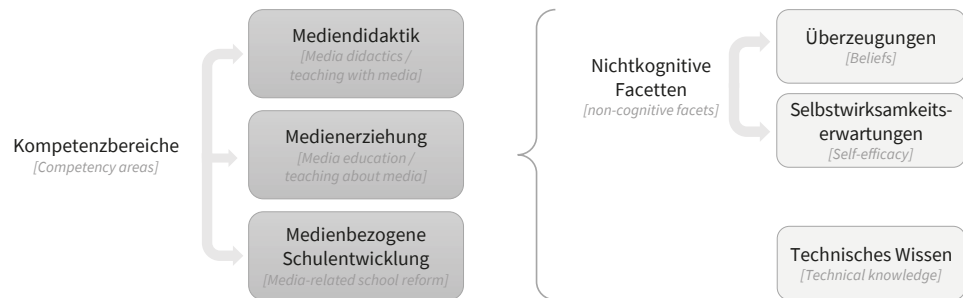 Kompetenzbereiche
[Competency areas]
Mediendidaktik
[Media didactics /
teaching with media]
Medienerziehung
[Media education /
teaching about media]
Medienbezogene
Schulentwicklung
[Media-related school reform]
Nichtkognitive
Facetten
[non-cognitive facets]
Überzeugungen
[Beliefs]
Selbstwirksamkeits-
erwartungen
[Self-efficacy]
Technisches Wissen
[Technical knowledge]